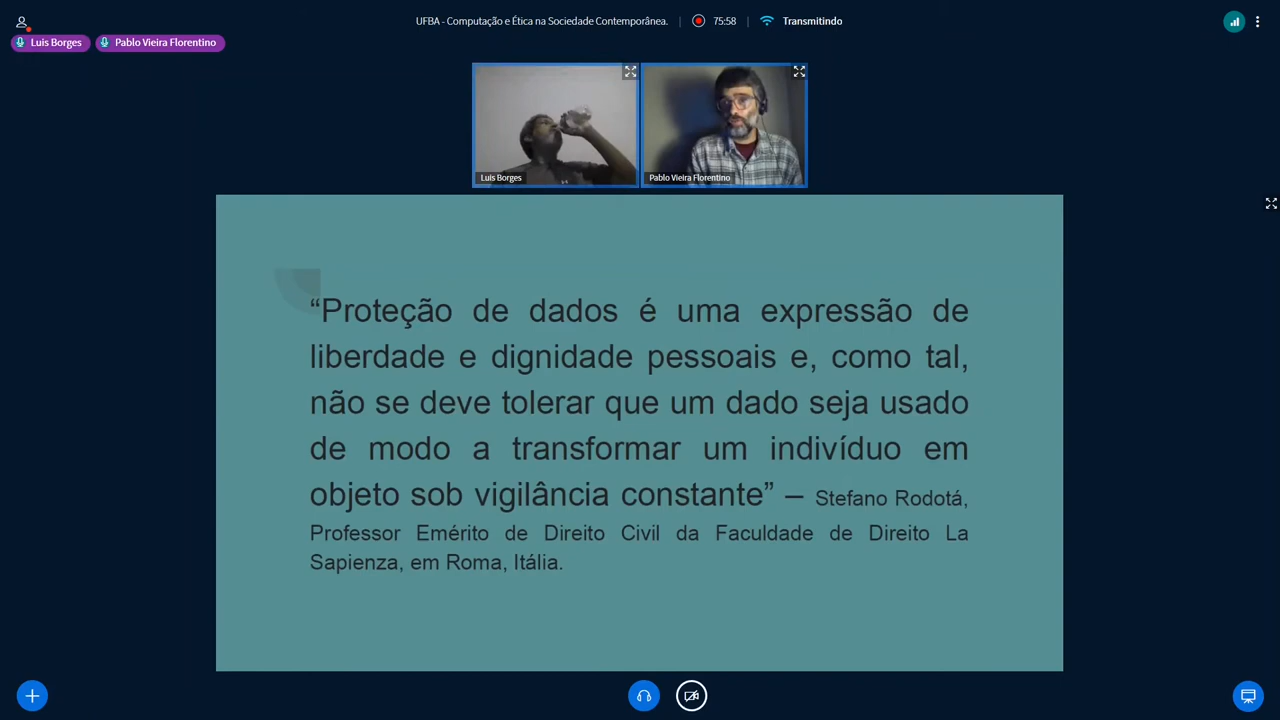 UFBA - Computação e Ética na Sociedade Contemporânea. 75:58 Transmitindo
Luis Borges Pablo Vieira Florentino
Luis Borges Pablo Vieira Florentino
“Proteção de dados é uma expressão de
liberdade e dignidade pessoais e, como tal,
não se deve tolerar que um dado seja usado
de modo a transformar um indivíduo em
objeto sob vigilância constante” – Stefano Rodotá,
Professor Emérito de Direito Civil da Faculdade de Direito La
Sapienza, em Roma, Itália.